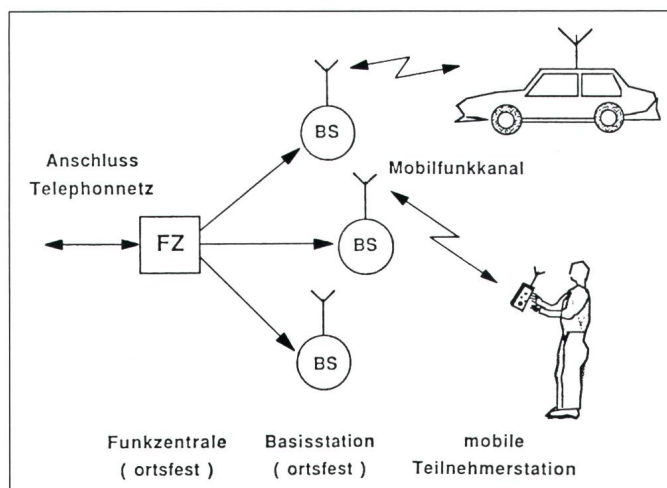 BS
Anschluss
Telephonnetz
Mobilfunkkanal
FZ
BS
BS
Funkzentrale
( ortsfest )
Basisstation
( ortsfest )
mobile
Teilnehmerstation